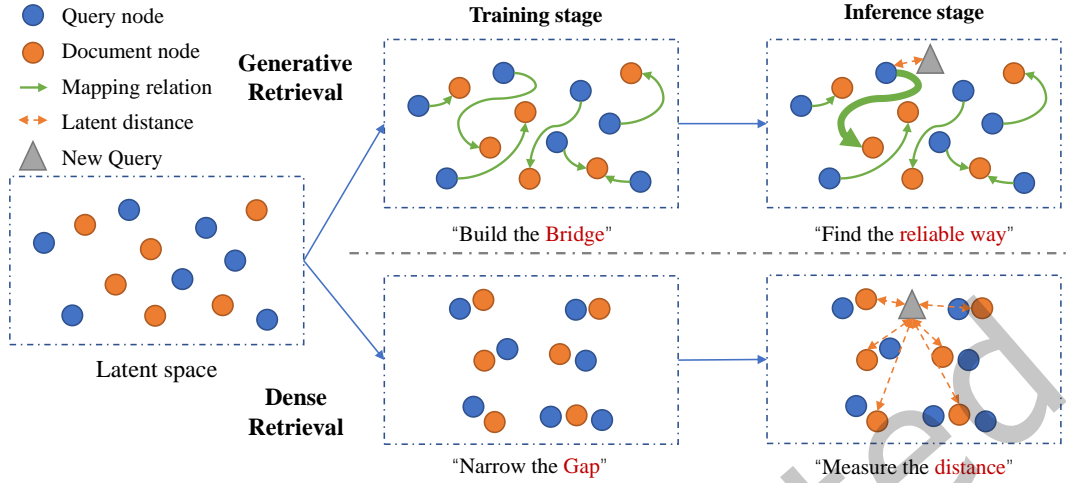 Query node
Document node
Mapping relation
Latent distance
New Query
Latent space
Generative
Retrieval
Dense
Retrieval
Training stage
Inference stage
"Build the Bridge"
"Find the reliable way"
"Narrow the Gap"
"Measure the distance"